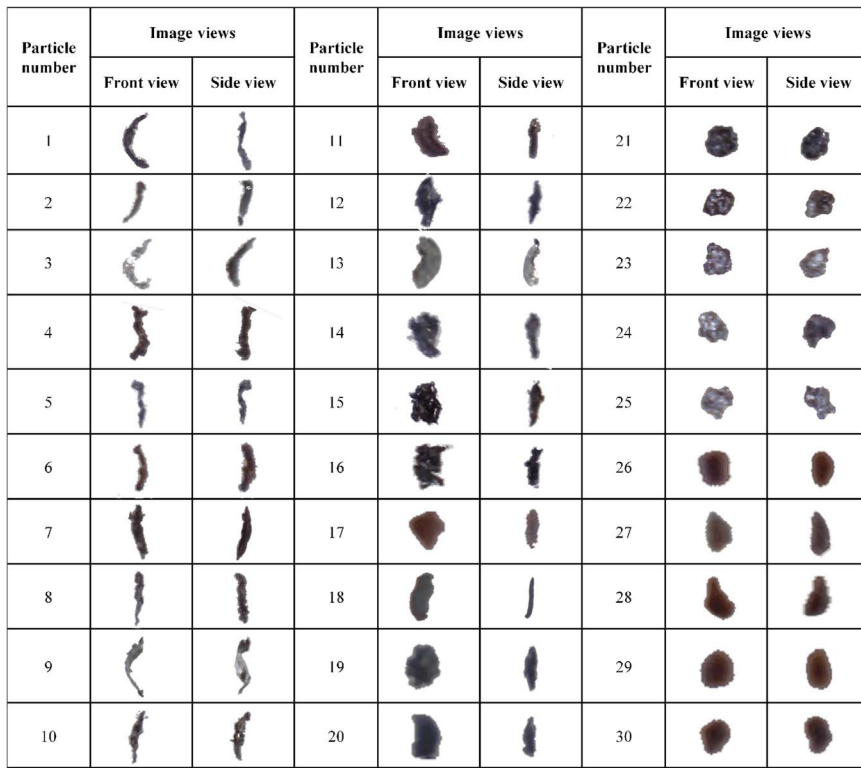 Particle number Image views Particle number Image views Particle number Image views
Front view Side view Front view Side view Front view Side view
1 11 21
2 12 22
3 13 23
4 14 24
5 15 25
6 16 26
7 17 27
8 18 28
9 19 29
10 20 30